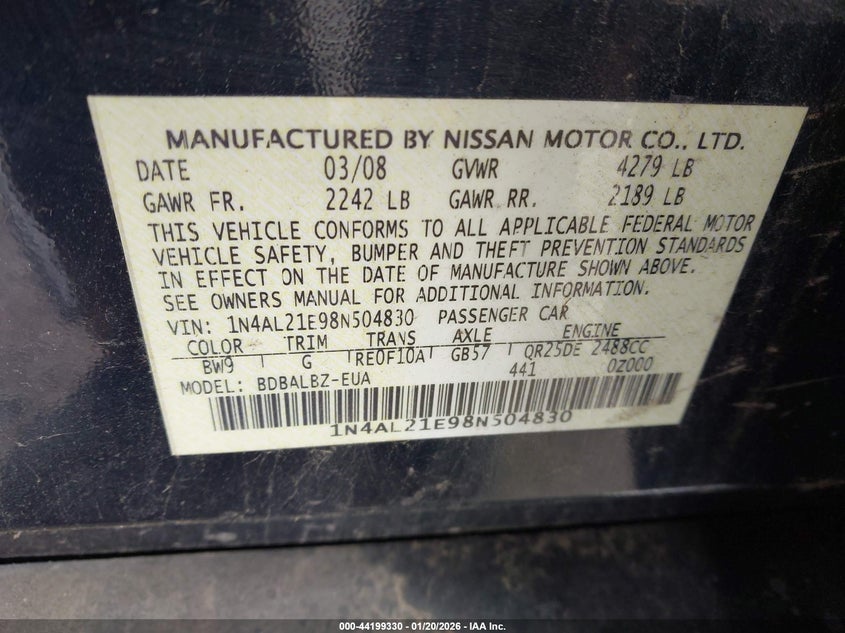 MANUFACTURED BY NISSAN MOTOR CO., LTD.
DATE 03/08 GVWR 4279 LB
GAWR FR. 2242 LB GAWR RR. 2189 LB
THIS VEHICLE CONFORMS TO ALL APPLICABLE FEDERAL MOTOR
VEHICLE SAFETY, BUMPER AND THEFT PREVENTION STANDARDS
IN EFFECT ON THE DATE OF MANUFACTURE SHOWN ABOVE.
SEE OWNERS MANUAL FOR ADDITIONAL INFORMATION.
VIN: 1N4AL21E98N504830 PASSENGER CAR
COLOR TRIM TRANS AXLE ENGINE
BW9 G RE0F10A GB57 QR25DE 2488CC
441 0Z000
MODEL: BDBALBZ-EUA
1N4AL21E98N504830
000-44199330 - 01/20/2026 - IAA Inc.